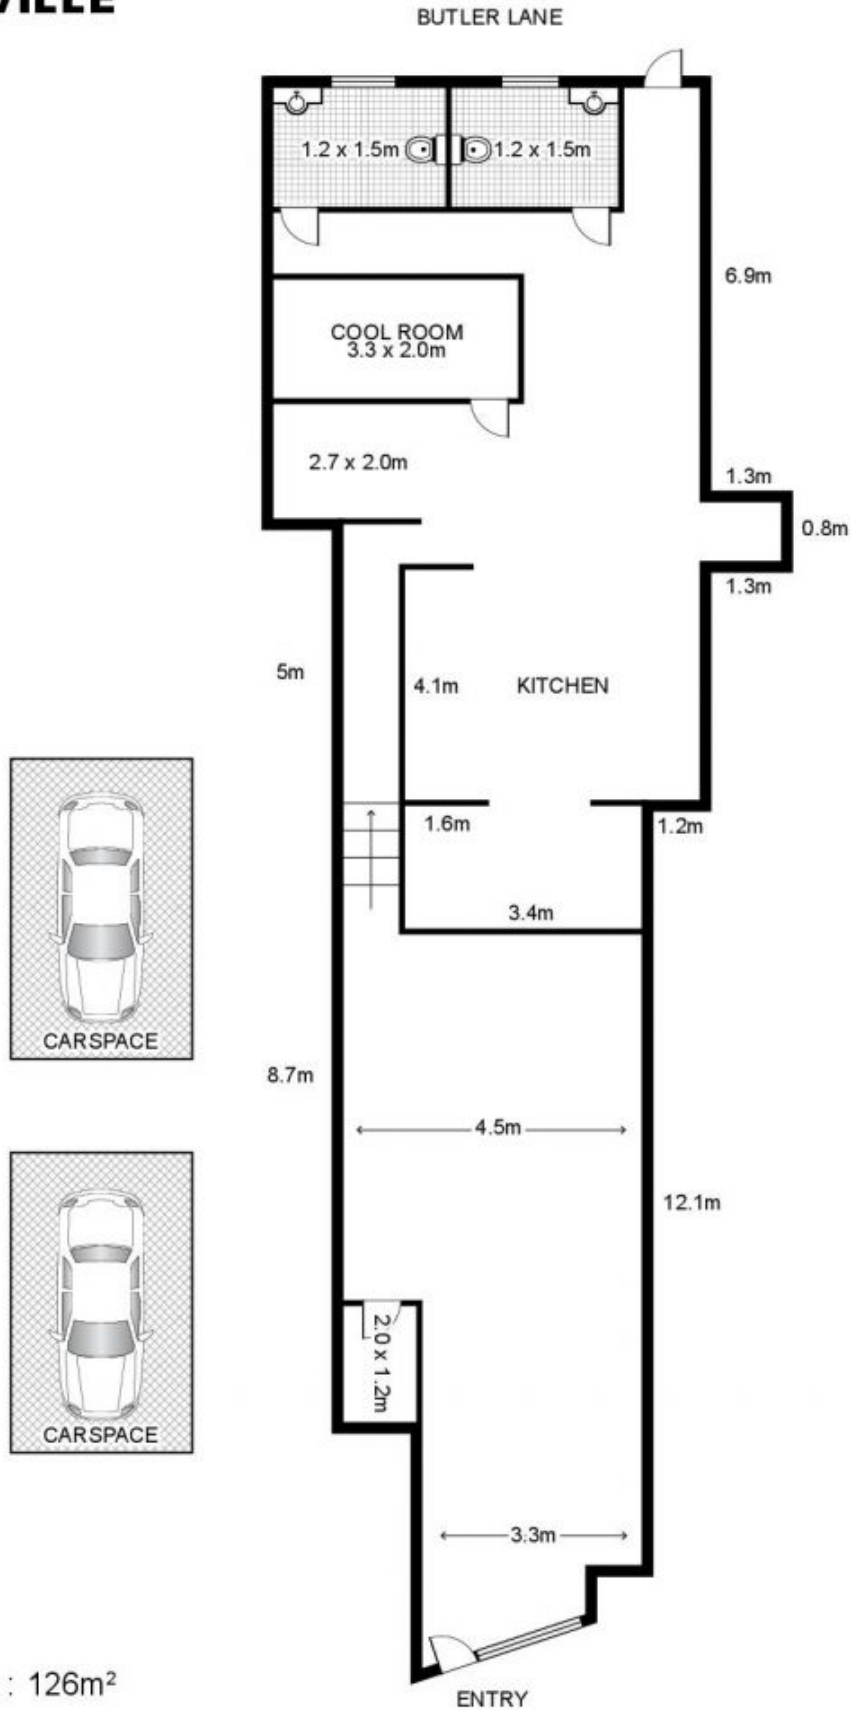 VILLE
BUTLER LANE
1.2 x 1.5m
1.2 x 1.5m
6.9m
COOL ROOM
3.3 x 2.0m
2.7 x 2.0m
1.3m
0.8m
1.3m
5m
4.1m
KITCHEN
1.6m
1.2m
3.4m
CARSPACE
8.7m
4.5m
12.1m
2.0 x 1.2m
CARSPACE
3.3m
: 126m²
ENTRY